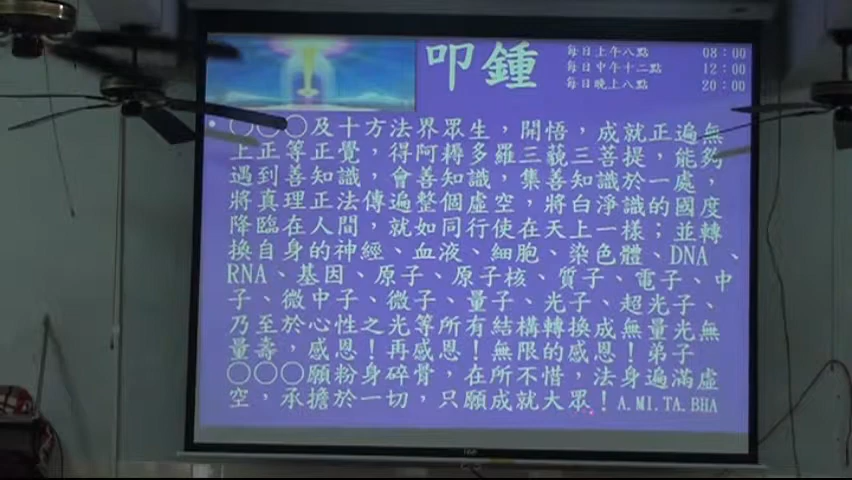 叩鍾
每日上午八點 08：00
每日中午十二點 12：00
每日晚上八點 20：00
• ○○○及十方法界眾生，開悟，成就正遍無
上正等正覺，得阿耨多羅三藐三菩提，能夠
遇到善知識，會善知識，集善知識於一處，
將真理正法傳遍整個虛空，將白淨識的國度
降臨在人間，就如同行使在天上一樣；並轉
換自身的神經、血液、細胞、染色體、DNA、
RNA、基因、原子、原子核、質子、電子、中
子、微中子、微子、量子、光子、超光子、
乃至於心性之光等所有結構轉換成無量光無
量壽，感恩！再感恩！無限的感恩！弟子
○○○願粉身碎骨，在所不惜，法身遍滿虛
空，承擔於一切，只願成就大眾！A.MI.TA.BHA